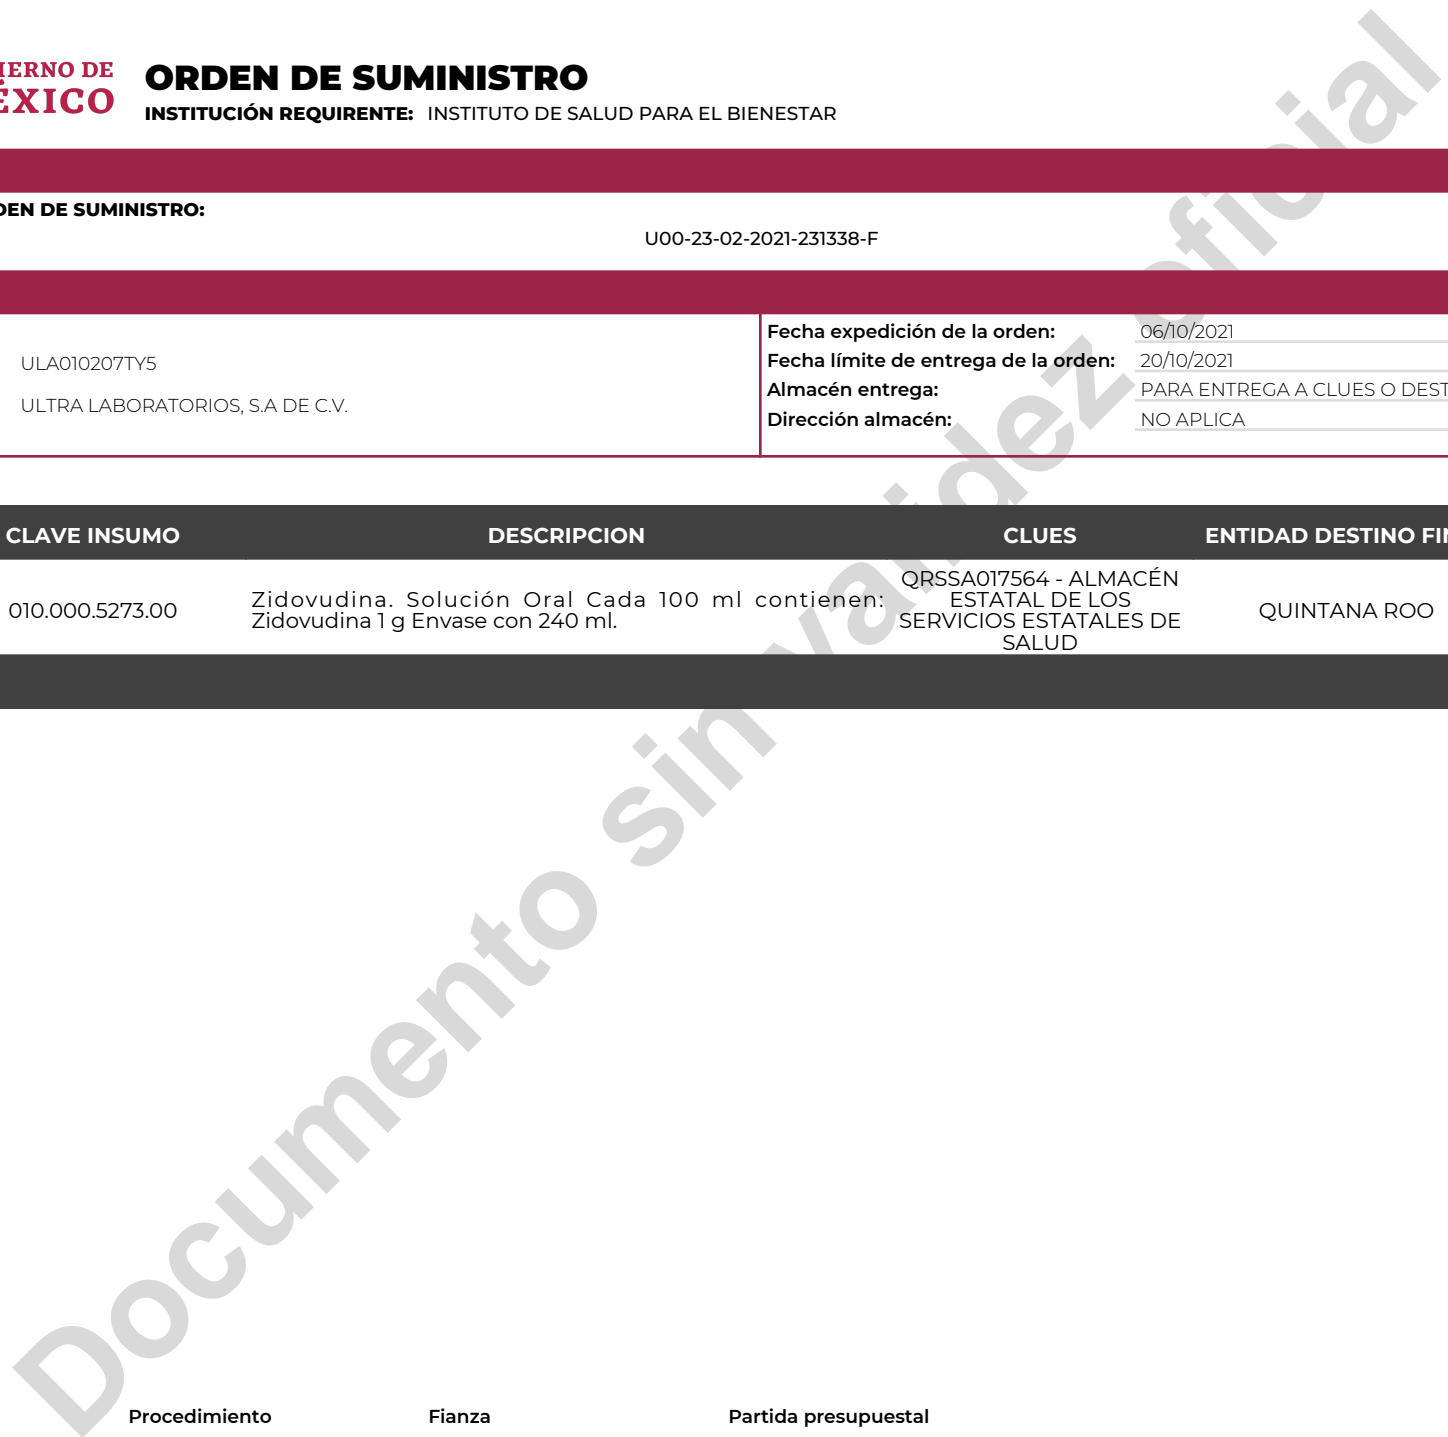 IERNO DE
ÉXICO
ORDEN DE SUMINISTRO
INSTITUCIÓN REQUIRENTE: INSTITUTO DE SALUD PARA EL BIENESTAR
DEN DE SUMINISTRO:
U00-23-02-2021-231338-F
ULA010207TY5
ULTRA LABORATORIOS, S.A DE C.V.
Fecha expedición de la orden: 06/10/2021
Fecha límite de entrega de la orden: 20/10/2021
Almacén entrega: PARA ENTREGA A CLUES O DEST
Dirección almacén: NO APLICA
CLAVE INSUMO DESCRIPCION CLUES ENTIDAD DESTINO FIN
010.000.5273.00
Zidovudina. Solución Oral Cada 100 ml contienen:
Zidovudina 1 g Envase con 240 ml.
QRSSA017564 - ALMACÉN
ESTATAL DE LOS
SERVICIOS ESTATALES DE
SALUD
QUINTANA ROO
Documento sin validez oficial
Procedimiento Fianza Partida presupuestal